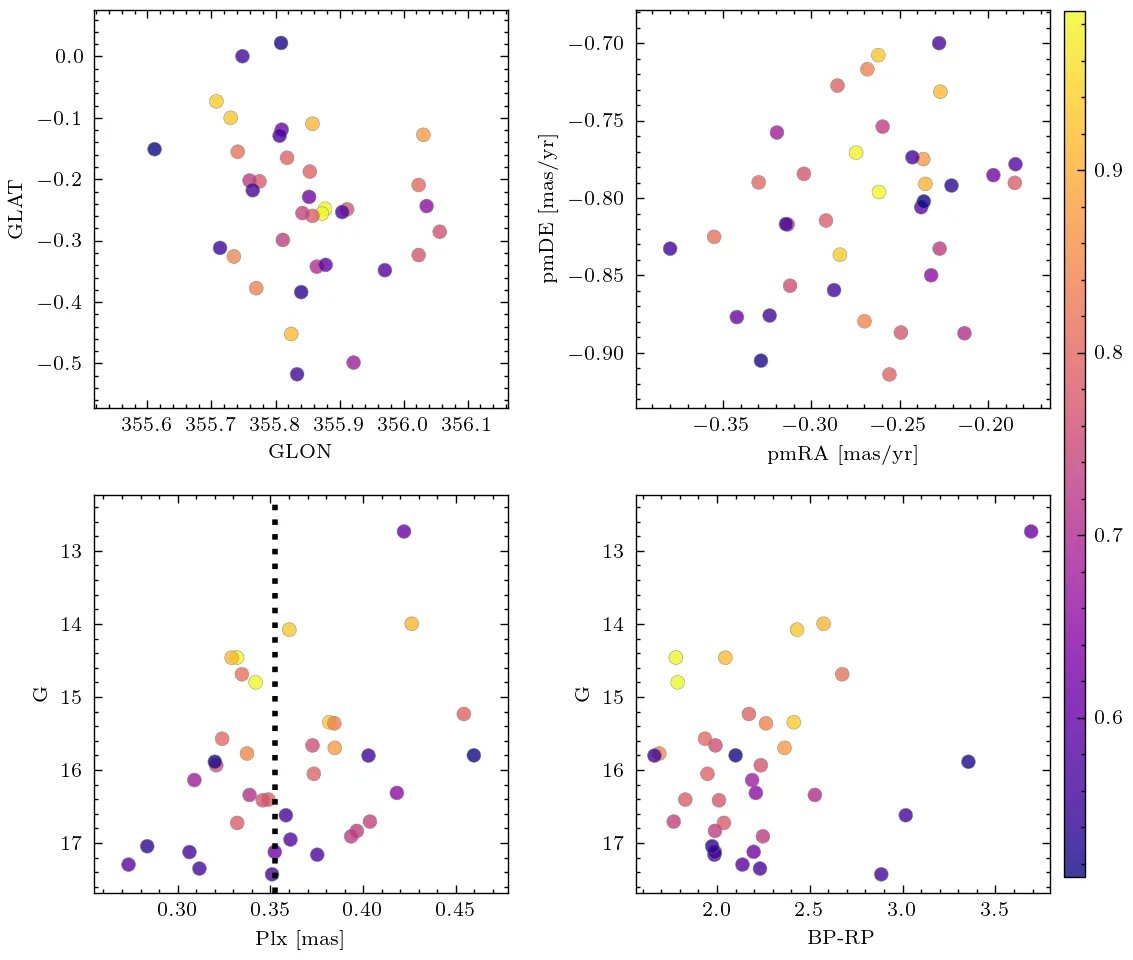 0.0
−0.1
−0.2
−0.3
−0.4
−0.5
GLAT
355.6 355.7 355.8 355.9 356.0 356.1
GLON
−0.70
−0.75
−0.80
−0.85
−0.90
pmDE [mas/yr]
−0.35 −0.30 −0.25 −0.20
pmRA [mas/yr]
0.9
0.8
0.7
0.6
13
14
15
16
17
G
0.30 0.35 0.40 0.45
Plx [mas]
13
14
15
16
17
G
2.0 2.5 3.0 3.5
BP-RP